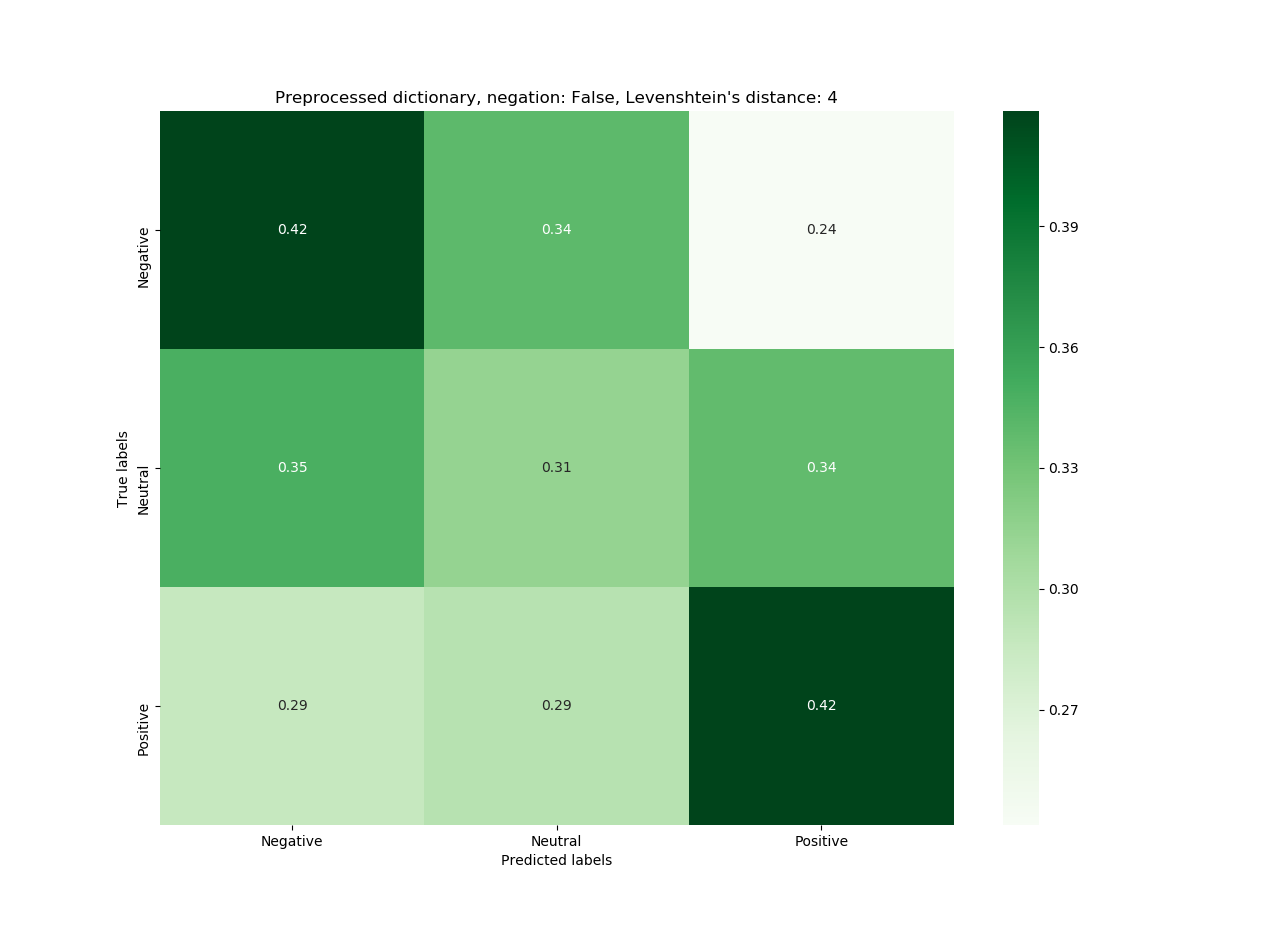 Preprocessed dictionary, negation: False, Levenshtein's distance: 4
True labels
Negative
Neutral
Positive
0.42 0.34 0.24
0.35 0.31 0.34
0.29 0.29 0.42
Negative Neutral Positive
Predicted labels
0.39
0.36
0.33
0.30
0.27